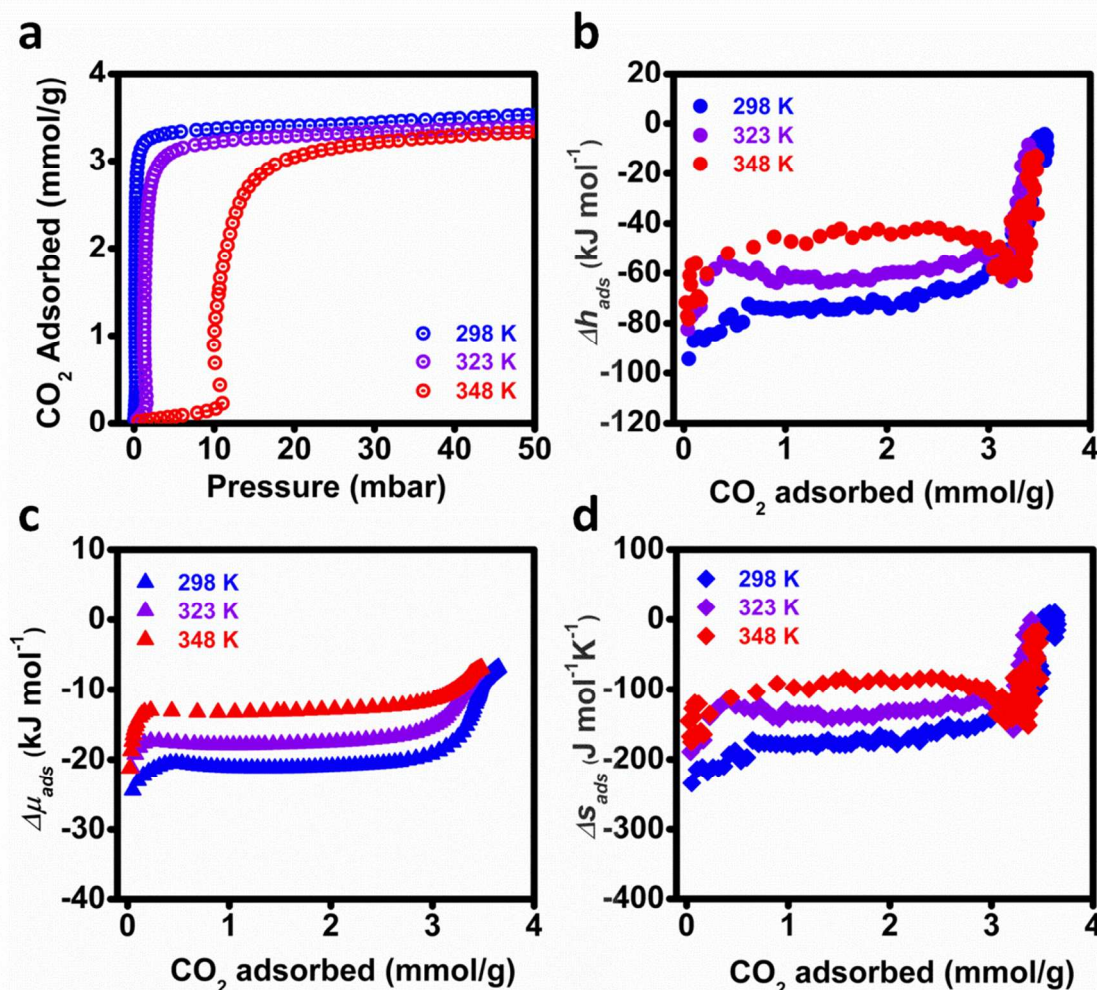 a
CO₂ Adsorbed (mmol/g)
4
3
2
1
0
298 K
323 K
348 K
0 10 20 30 40 50
Pressure (mbar)
b
Δh_ads (kJ mol⁻¹)
20
0
-20
-40
-60
-80
-100
-120
298 K
323 K
348 K
0 1 2 3 4
CO₂ adsorbed (mmol/g)
c
Δμ_ads (kJ mol⁻¹)
10
0
-10
-20
-30
-40
298 K
323 K
348 K
0 1 2 3 4
CO₂ adsorbed (mmol/g)
d
Δs_ads (J mol⁻¹K⁻¹)
100
0
-100
-200
-300
-400
298 K
323 K
348 K
0 1 2 3 4
CO₂ adsorbed (mmol/g)